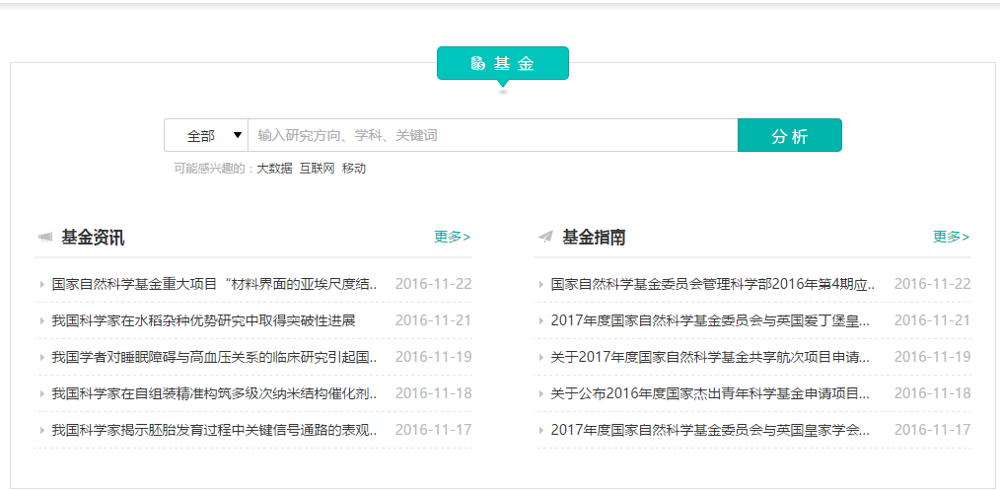 基 金
全部 输入研究方向、学科、关键词 分 析
可能感兴趣的：大数据 互联网 移动
基金资讯 更多>
国家自然科学基金重大项目“材料界面的亚埃尺度结.. 2016-11-22
我国科学家在水稻杂种优势研究中取得突破性进展 2016-11-21
我国学者对睡眠障碍与高血压关系的临床研究引起国.. 2016-11-19
我国科学家在自组装精准构筑多级次纳米结构催化剂.. 2016-11-18
我国科学家揭示胚胎发育过程中关键信号通路的表观.. 2016-11-17
基金指南 更多>
国家自然科学基金委员会管理科学部2016年第4期应.. 2016-11-22
2017年度国家自然科学基金委员会与英国爱丁堡皇... 2016-11-21
关于2017年度国家自然科学基金共享航次项目申请... 2016-11-19
关于公布2016年度国家杰出青年科学基金申请项目... 2016-11-18
2017年度国家自然科学基金委员会与英国皇家学会... 2016-11-17